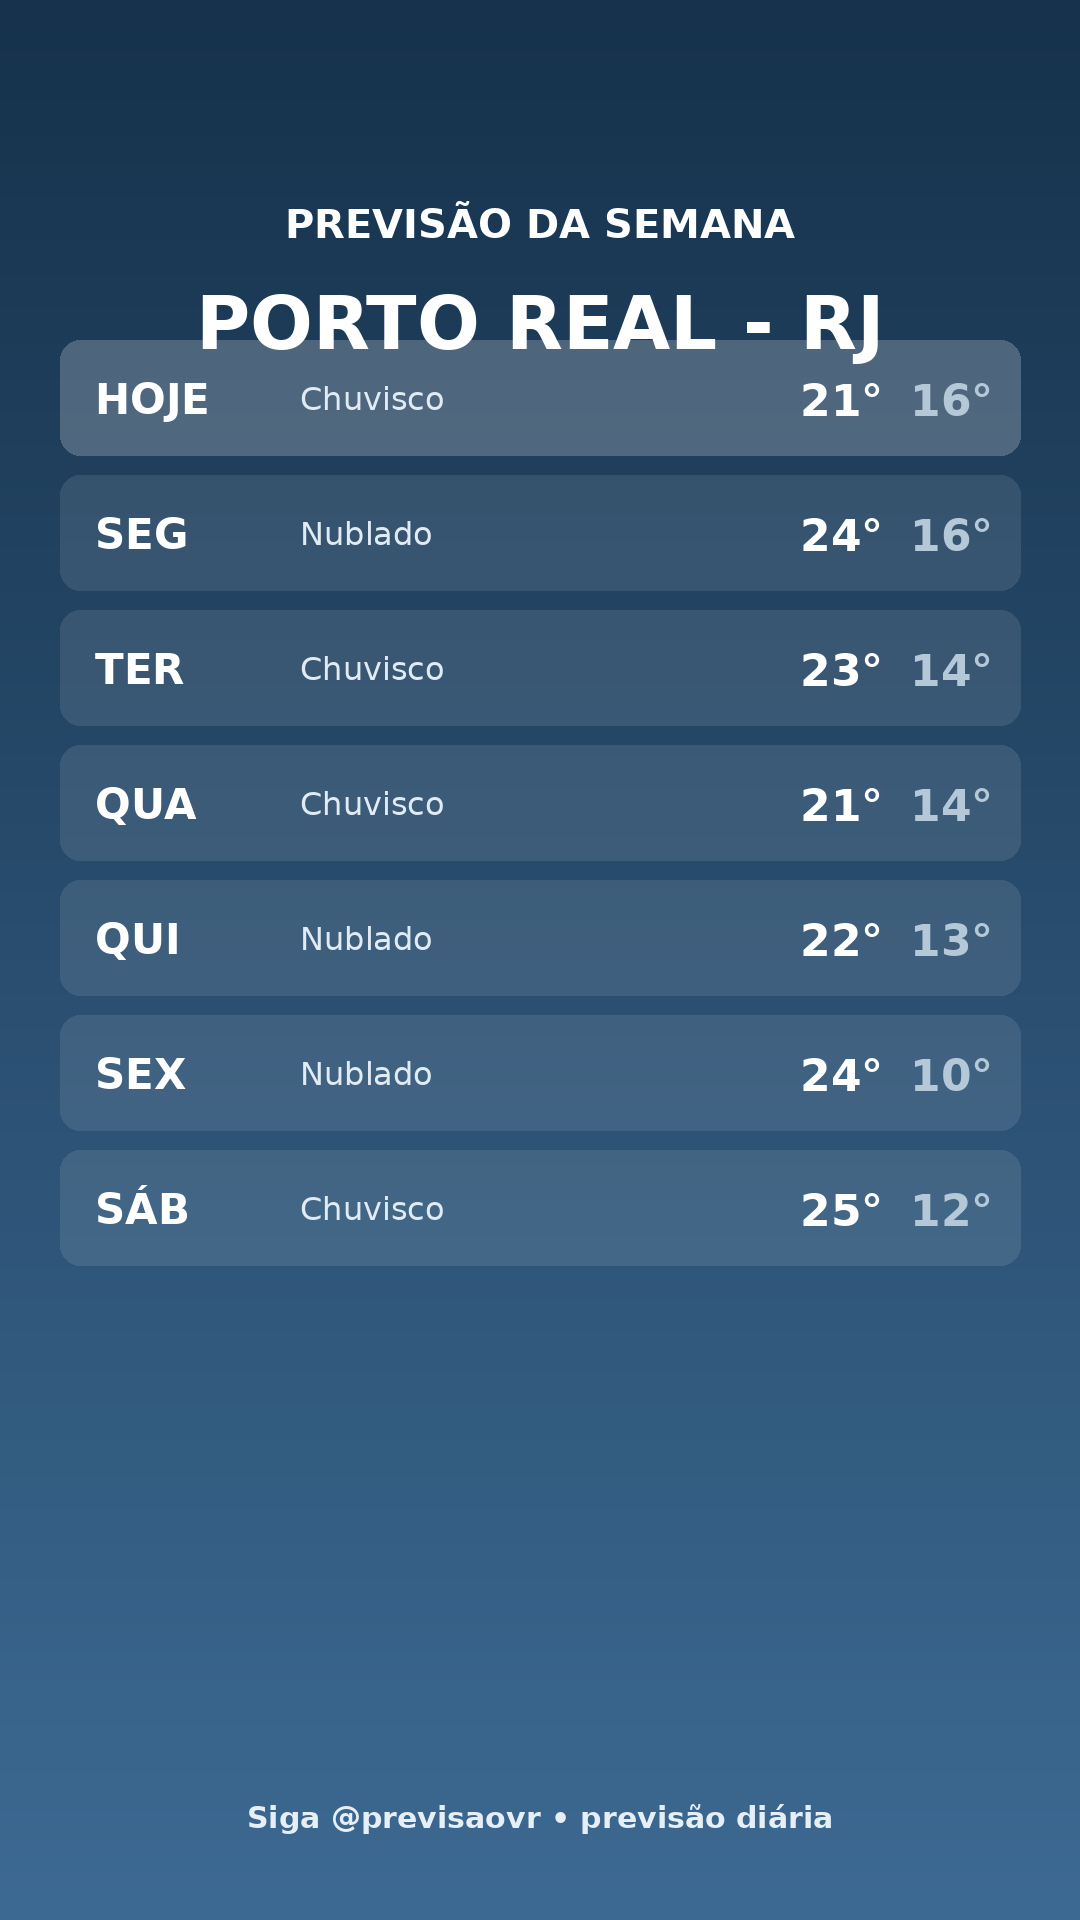 PREVISÃO DA SEMANA
PORTO REAL - RJ
HOJE Chuvisco 21° 16°
SEG Nublado 24° 16°
TER Chuvisco 23° 14°
QUA Chuvisco 21° 14°
QUI Nublado 22° 13°
SEX Nublado 24° 10°
SÁB Chuvisco 25° 12°
Siga @previsaovr • previsão diária